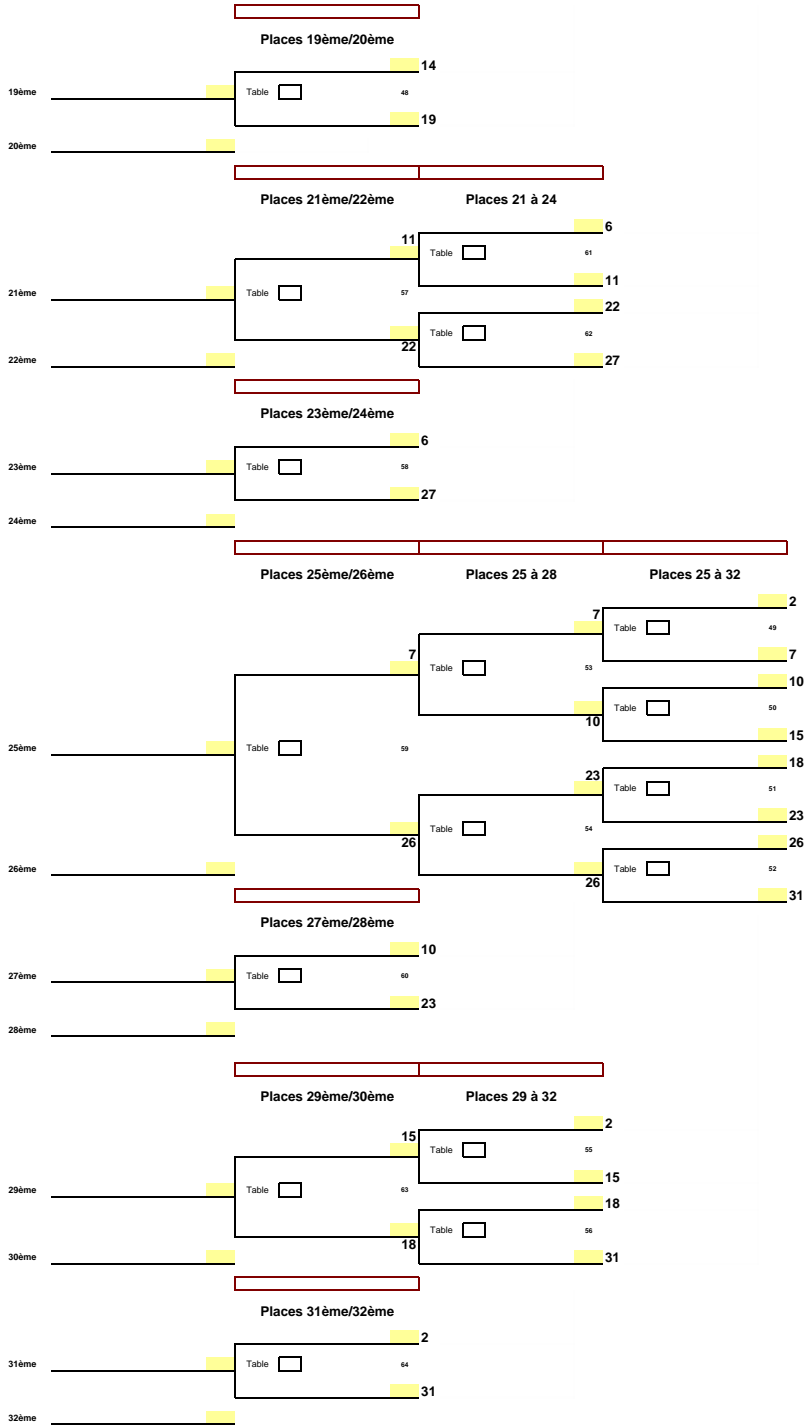 Places 19ème/20ème
14
19ème Table 48
19
20ème
Places 21ème/22ème Places 21 à 24
6
11
Table 61
11
21ème Table 57
22
Table 62
22
22ème 27
Places 23ème/24ème
6
23ème Table 58
27
24ème
Places 25ème/26ème Places 25 à 28 Places 25 à 32
2
7
Table 49
7
7
Table 53
10
Table 50
10
15
25ème Table 59
18
23
Table 51
23
Table 54
26
26
26ème Table 52
26
31
Places 27ème/28ème
10
27ème Table 60
23
28ème
Places 29ème/30ème Places 29 à 32
2
15
Table 55
15
29ème Table 63
18
Table 56
18
30ème 31
Places 31ème/32ème
2
31ème Table 64
31
32ème